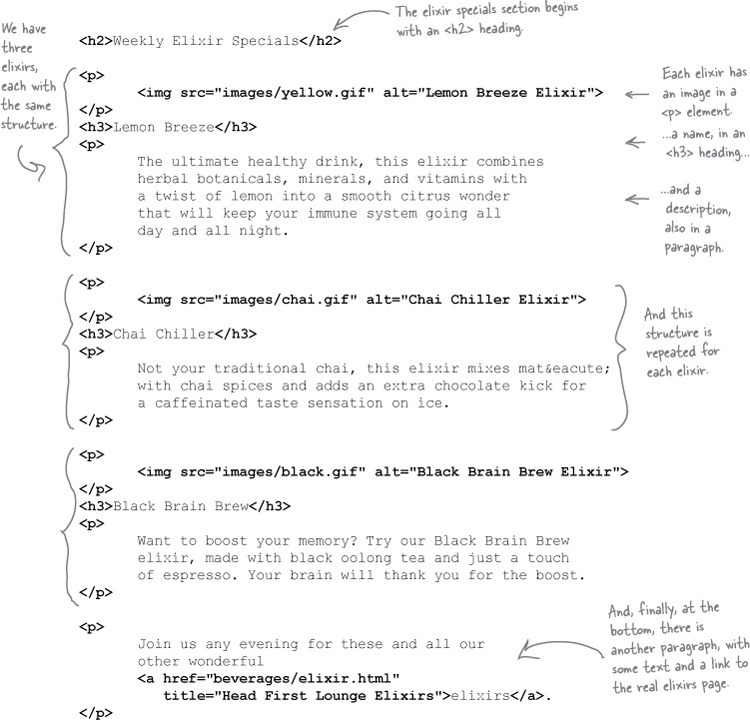 The elixir specials section begins
with an <h2> heading.
We have
three
elixirs,
each with
the same
structure.
<h2>Weekly Elixir Specials</h2>
<p>
<img src="images/yellow.gif" alt="Lemon Breeze Elixir">
</p>
<h3>Lemon Breeze</h3>
<p>
The ultimate healthy drink, this elixir combines
herbal botanicals, minerals, and vitamins with
a twist of lemon into a smooth citrus wonder
that will keep your immune system going all
day and all night.
</p>
Each elixir has
an image in a
<p> element.
...a name, in an
<h3> heading...
...and a
description,
also in a
paragraph.
<p>
<img src="images/chai.gif" alt="Chai Chiller Elixir">
</p>
<h3>Chai Chiller</h3>
<p>
Not your traditional chai, this elixir mixes mat&eacute;
with chai spices and adds an extra chocolate kick for
a caffeinated taste sensation on ice.
</p>
And this
structure is
repeated for
each elixir.
<p>
<img src="images/black.gif" alt="Black Brain Brew Elixir">
</p>
<h3>Black Brain Brew</h3>
<p>
Want to boost your memory? Try our Black Brain Brew
elixir, made with black oolong tea and just a touch
of espresso. Your brain will thank you for the boost.
</p>
<p>
Join us any evening for these and all our
other wonderful
<a href="beverages/elixir.html"
title="Head First Lounge Elixirs">elixirs</a>.
</p>
And, finally, at the
bottom, there is
another paragraph, with
some text and a link to
the real elixirs page.